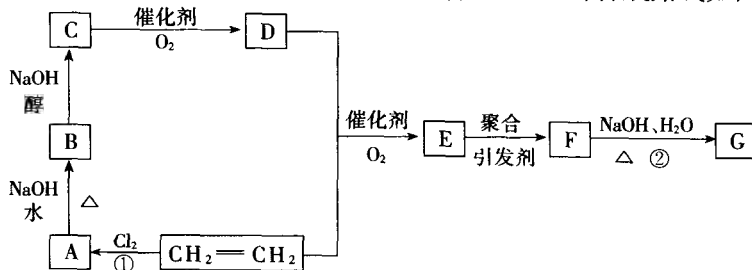 C 催化剂 O₂ D
NaOH
醇
B 催化剂 O₂ E 聚合 引发剂 F NaOH、H₂O △ ② G
NaOH
水 △
A Cl₂ ① CH₂═CH₂